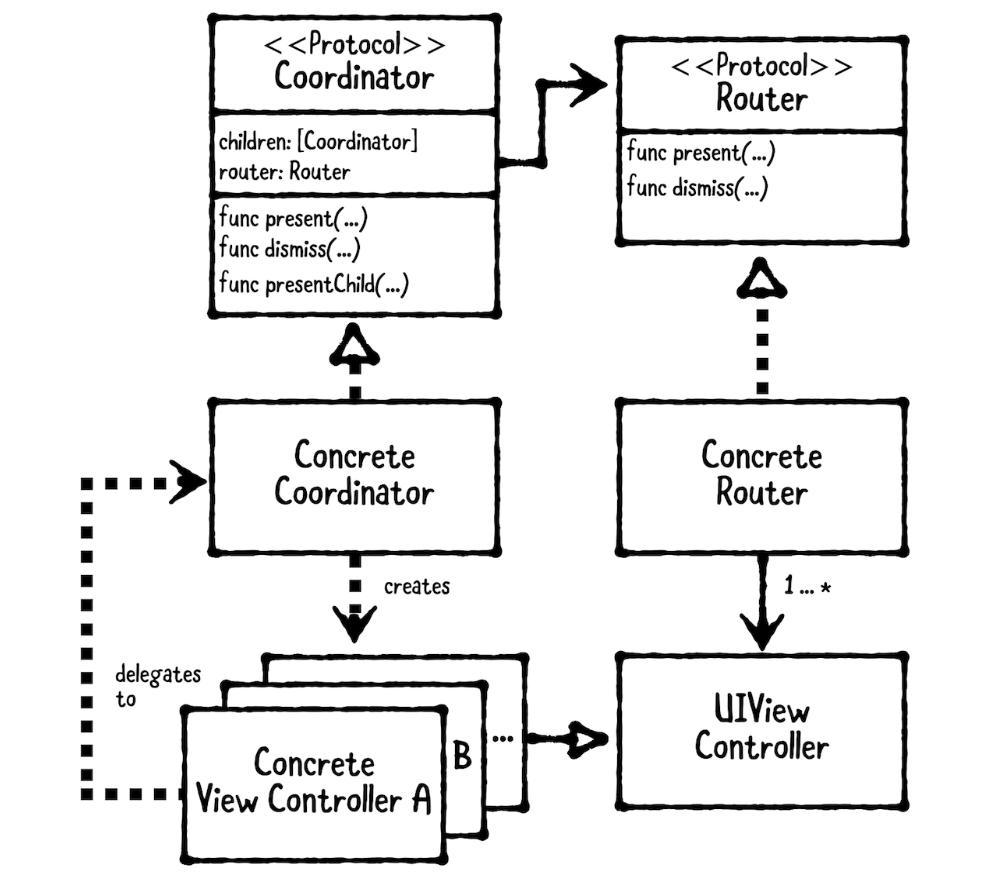 <<Protocol>>
Coordinator
children: [Coordinator]
router: Router
func present(...)
func dismiss(...)
func presentChild(...)
<<Protocol>>
Router
func present(...)
func dismiss(...)
Concrete
Coordinator
Concrete
Router
creates
1 ... *
delegates
to
Concrete
View Controller A
B
...
UIView
Controller